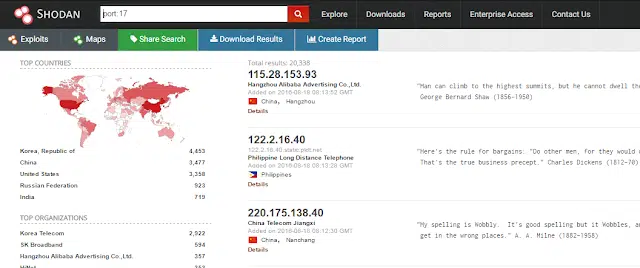 SHODAN
port:17
Explore
Downloads
Reports
Enterprise Access
Contact Us
Exploits
Maps
Share Search
Download Results
Create Report
TOP COUNTRIES
Korea, Republic of 4,453
China 3,477
United States 3,358
Russian Federation 923
India 719
TOP ORGANIZATIONS
Korea Telecom 2,922
SK Broadband 594
Hangzhou Alibaba Advertising Co.,Ltd. 357
HiNet 353
Total results: 20,338
115.28.153.93
Hangzhou Alibaba Advertising Co.,Ltd.
Added on 2016-08-18 08:13:52 GMT
China, Hangzhou
Details
"Man can climb to the highest summits, but he cannot dwell the
George Bernard Shaw (1856-1950)
122.2.16.40
122.2.16.40.static.pldt.net
Philippine Long Distance Telephone
Added on 2016-08-18 08:13:28 GMT
Philippines
Details
"Here's the rule for bargains. "Do other men, for they would
That's the true business precept." Charles Dickens (1812-70)
220.175.138.40
China Telecom Jiangxi
Added on 2016-08-18 08:12:38 GMT
China, Nanchang
Details
"My spelling is Wobbly. It's good spelling but it Wobbles, a
get in the wrong places." A. A. Milne (1882-1958)